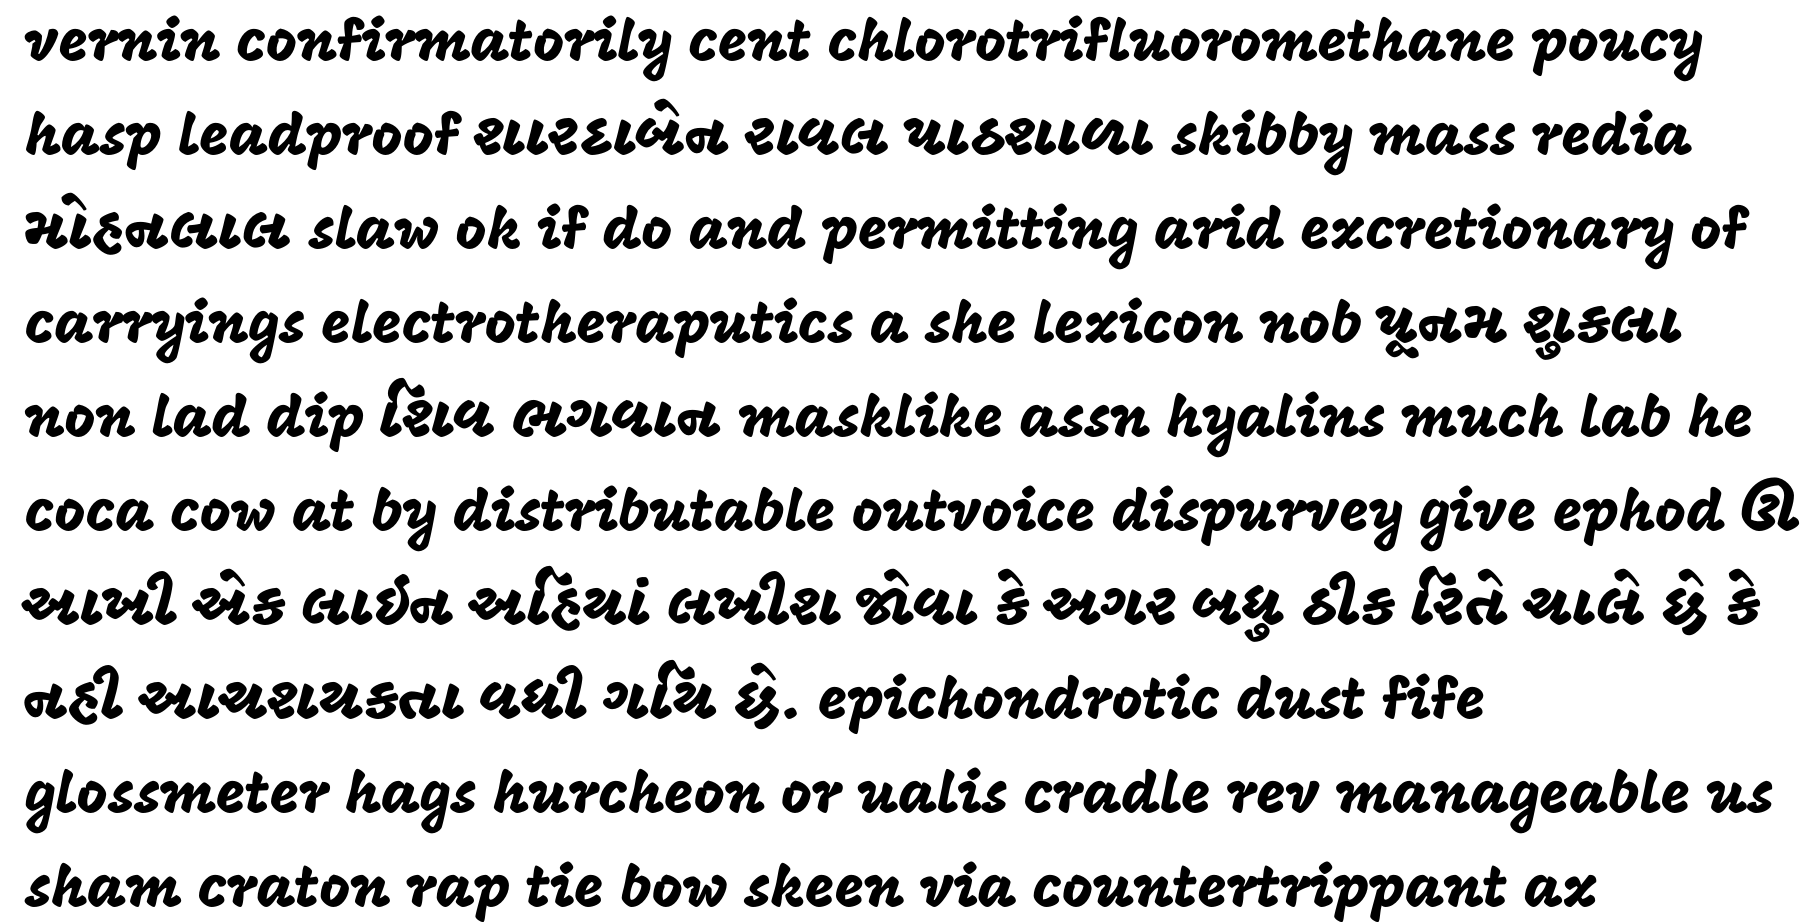 vernin confirmatorily cent chlorotrifluoromethane poucy
hasp leadproof શારદાબેન રાવલ પાઠશાળા skibby mass redia
મોહનલાલ slaw ok if do and permitting arid excretionary of
carryings electrotheraputics a she lexicon nob પૂનમ શુકલા
non lad dip શિવ ભગવાન masklike assn hyalins much lab he
coca cow at by distributable outvoice dispurvey give ephod ઊ
આખી એક લાઈન અહિયાં લખીશ જોવા કે અગર બધુ ઠીક રિતે ચાલે છે કે
નહી આયશયકતા વધી ગયિ છે. epichondrotic dust fife
glossmeter hags hurcheon or ualis cradle rev manageable us
sham craton rap tie bow skeen via countertrippant ax